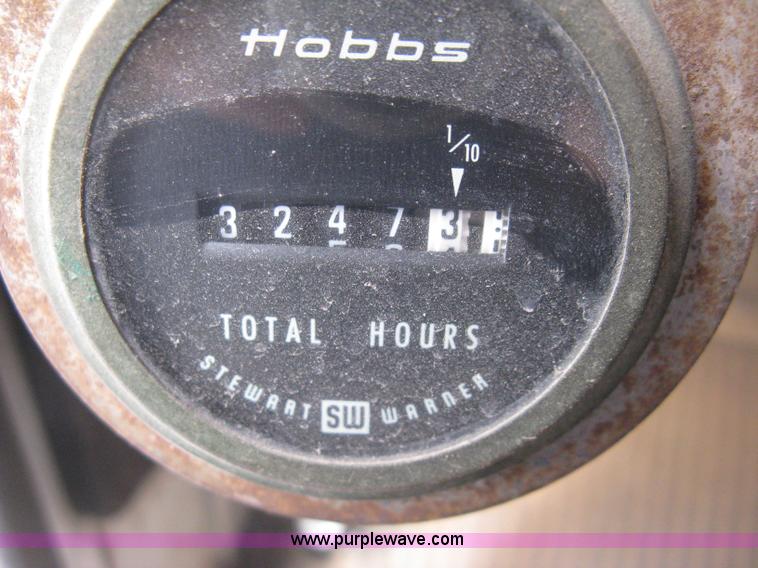 Hobbs
1/10
3 2 4 7 3
TOTAL HOURS
STEWART SW WARNER
www.purplewave.com